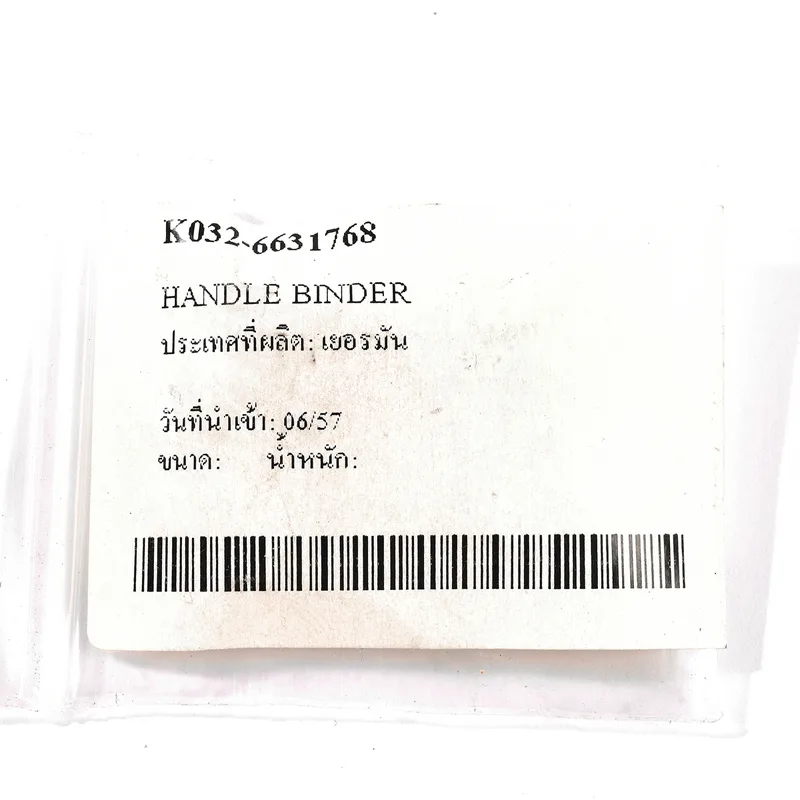 K032-6631768
HANDLE BINDER
ประเทศที่ผลิต: เยอรมัน
วันที่นำเข้า: 06/57
ขนาด: น้ำหนัก: